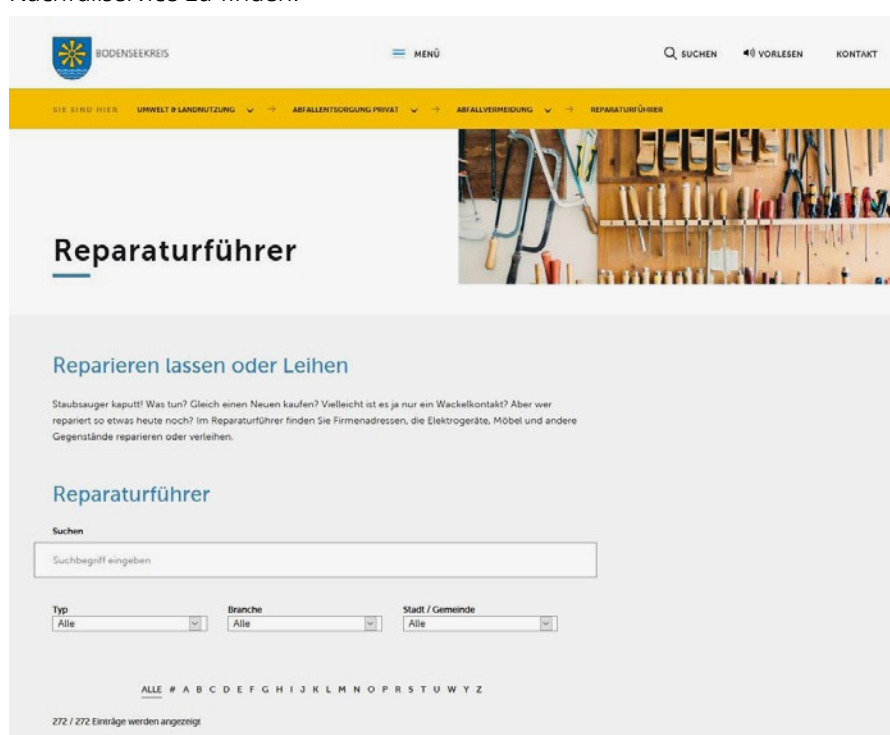 Nachfüllservice zu finden.
BODENSEEKREIS
MENÜ
SUCHEN
VORLESEN
KONTAKT
SIE SIND HIER UMWELT & LANDNUTZUNG → ABFALLENTSORGUNG PRIVAT → ABFALLVERMEIDUNG → REPARATURFÜHRER
Reparaturführer
Reparieren lassen oder Leihen
Staubsauger kaputt! Was tun? Gleich einen Neuen kaufen? Vielleicht ist es ja nur ein Wackelkontakt? Aber wer
repariert so etwas heute noch? Im Reparaturführer finden Sie Firmenadressen, die Elektrogeräte, Möbel und andere
Gegenstände reparieren oder verleihen.
Reparaturführer
Suchen
Suchbegriff eingeben
Typ Branche Stadt / Gemeinde
Alle Alle Alle
ALLE # A B C D E F G H I J K L M N O P R S T U W Y Z
272 / 272 Einträge werden angezeigt